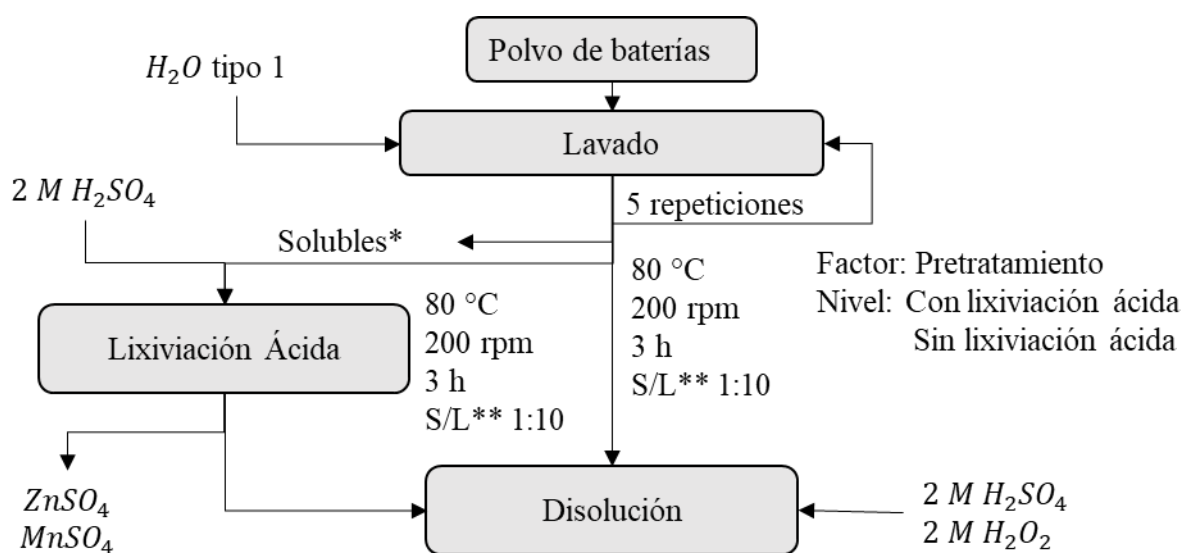 Polvo de baterías
H₂O tipo 1
Lavado
2 M H₂SO₄
5 repeticiones
Solubles*
80 °C
200 rpm
3 h
S/L** 1:10
Factor: Pretratamiento
Nivel: Con lixiviación ácida
Sin lixiviación ácida
Lixiviación Ácida
80 °C
200 rpm
3 h
S/L** 1:10
ZnSO₄
MnSO₄
Disolución
2 M H₂SO₄
2 M H₂O₂